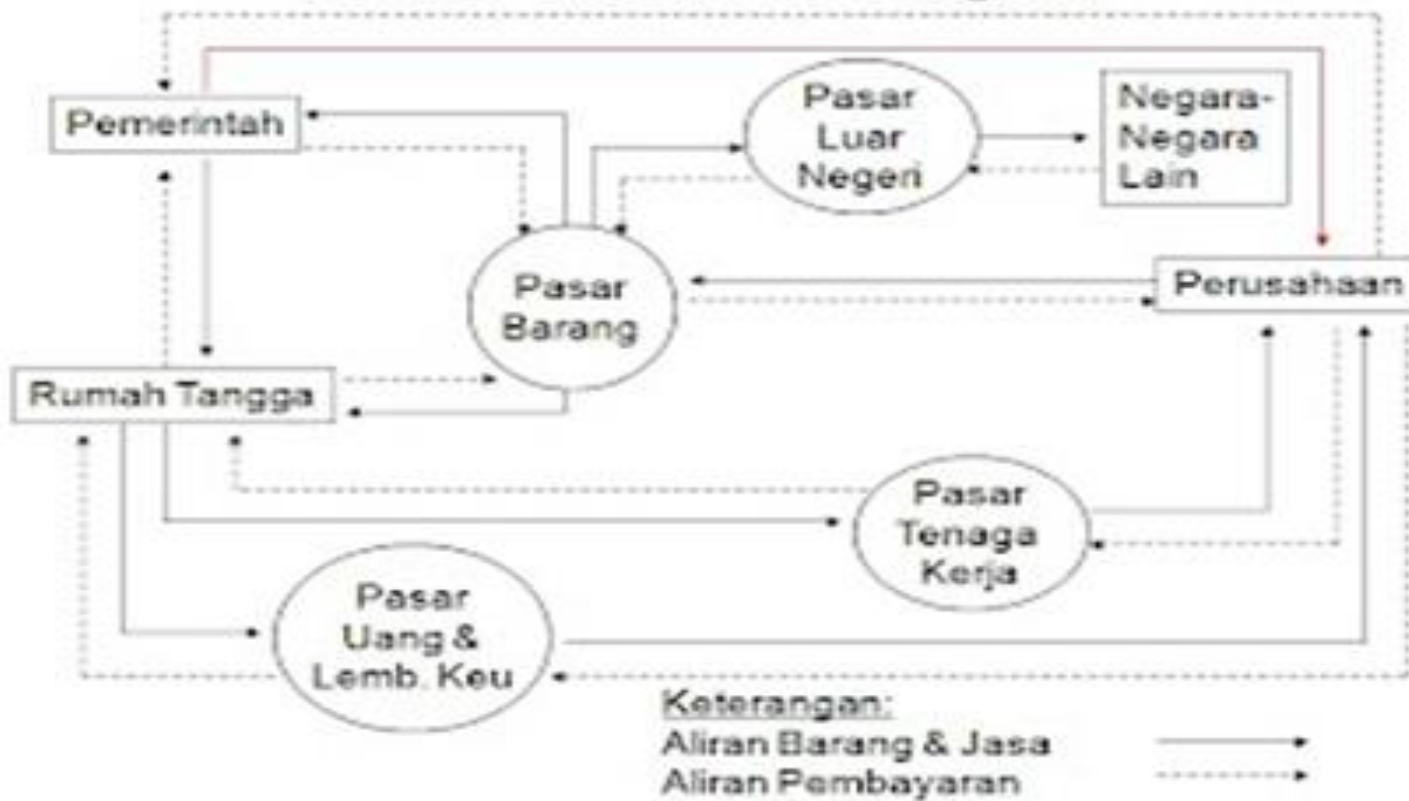 Pemerintah
Pasar
Luar
Negeri
Negara-
Negara
Lain
Pasar
Barang
Perusahaan
Rumah Tangga
Pasar
Tenaga
Kerja
Pasar
Uang &
Lemb. Keu
Keterangan:
Aliran Barang & Jasa
Aliran Pembayaran